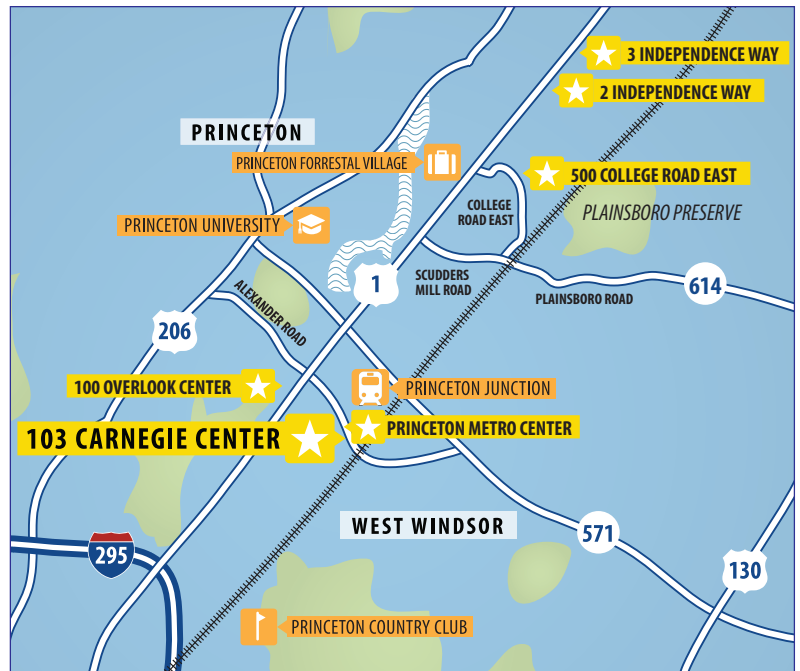 3 INDEPENDENCE WAY
2 INDEPENDENCE WAY
PRINCETON
PRINCETON FORRESTAL VILLAGE
500 COLLEGE ROAD EAST
COLLEGE
ROAD EAST
PLAINSBORO PRESERVE
PRINCETON UNIVERSITY
1
SCUDDERS
MILL ROAD
PLAINSBORO ROAD
614
ALEXANDER ROAD
206
100 OVERLOOK CENTER
PRINCETON JUNCTION
103 CARNEGIE CENTER
PRINCETON METRO CENTER
WEST WINDSOR
571
295
130
PRINCETON COUNTRY CLUB